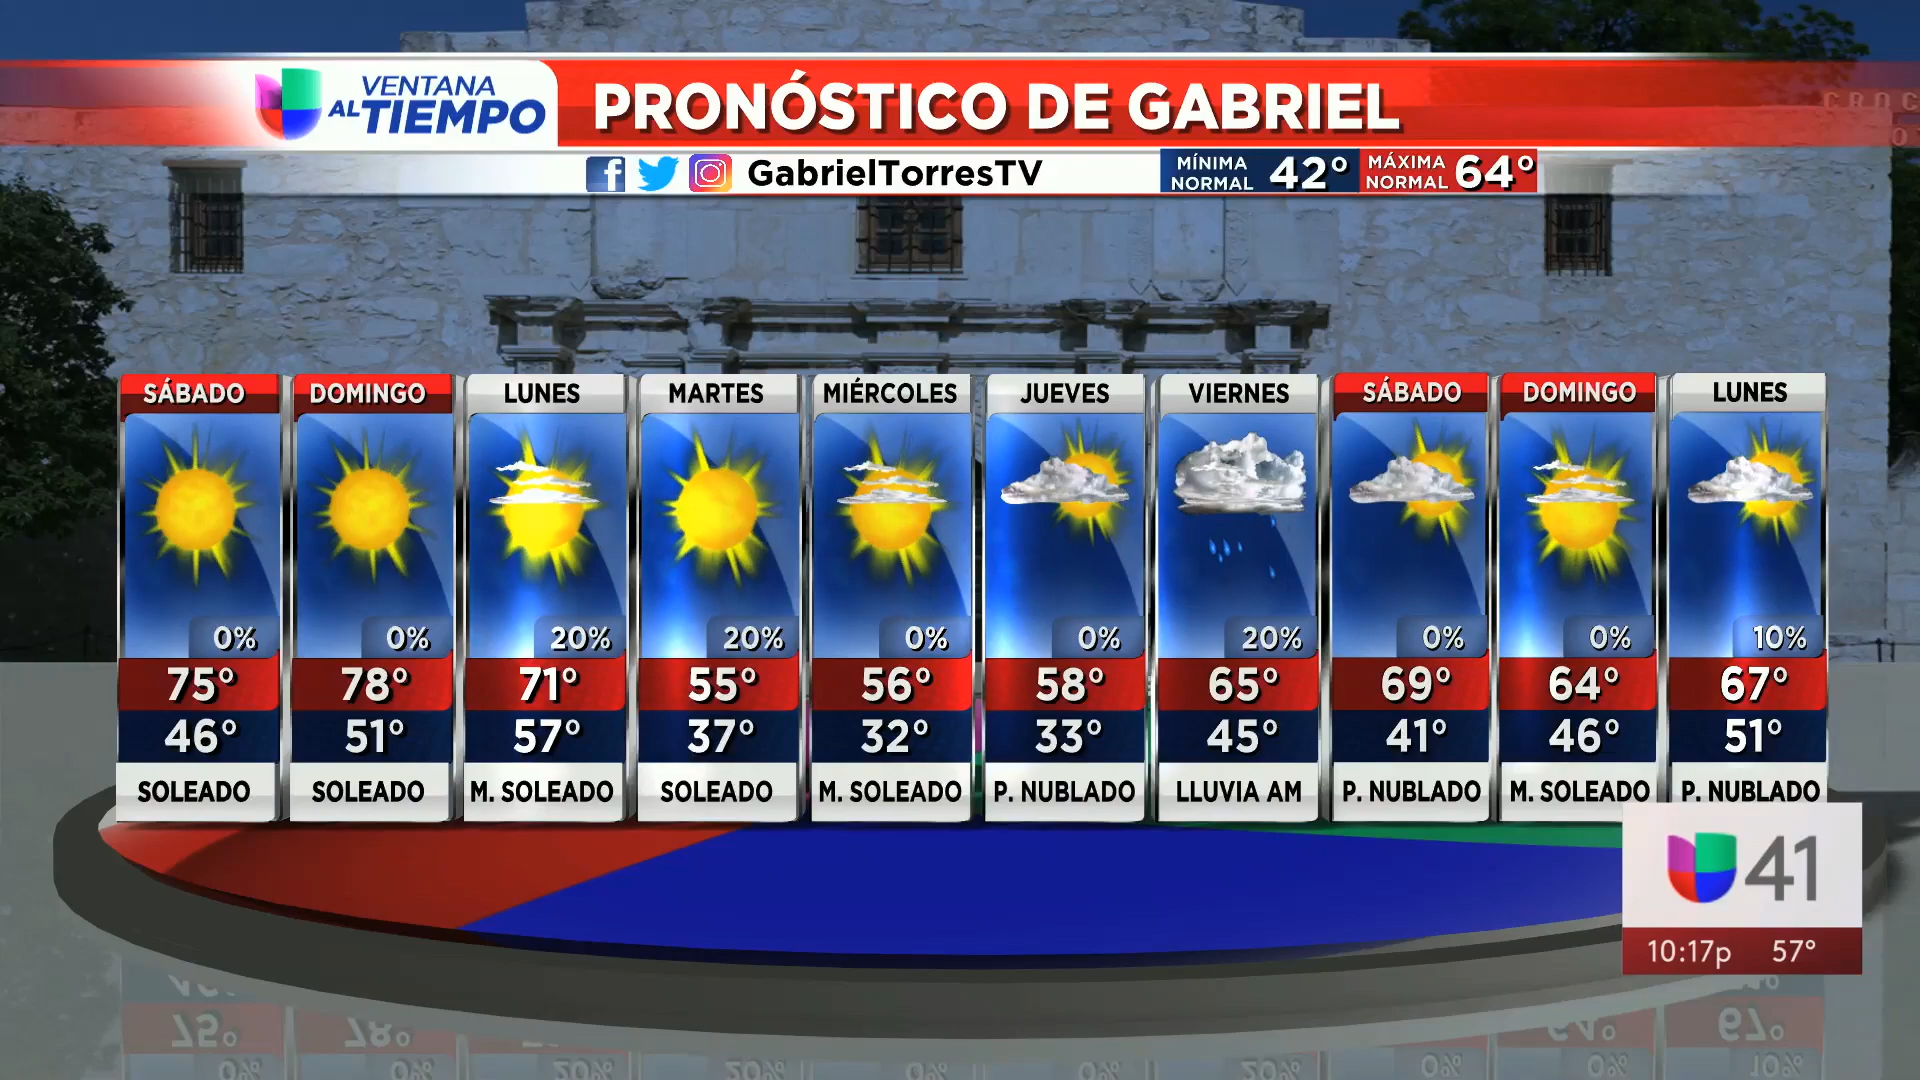 VENTANA
AL TIEMPO
PRONÓSTICO DE GABRIEL
GabrielTorresTV
MÍNIMA
NORMAL 42°
MÁXIMA
NORMAL 64°
SÁBADO DOMINGO LUNES MARTES MIÉRCOLES JUEVES VIERNES SÁBADO DOMINGO LUNES
0% 0% 20% 20% 0% 0% 20% 0% 0% 10%
75° 78° 71° 55° 56° 58° 65° 69° 64° 67°
46° 51° 57° 37° 32° 33° 45° 41° 46° 51°
SOLEADO SOLEADO M. SOLEADO SOLEADO M. SOLEADO P. NUBLADO LLUVIA AM P. NUBLADO M. SOLEADO P. NUBLADO
41
10:17p 57°